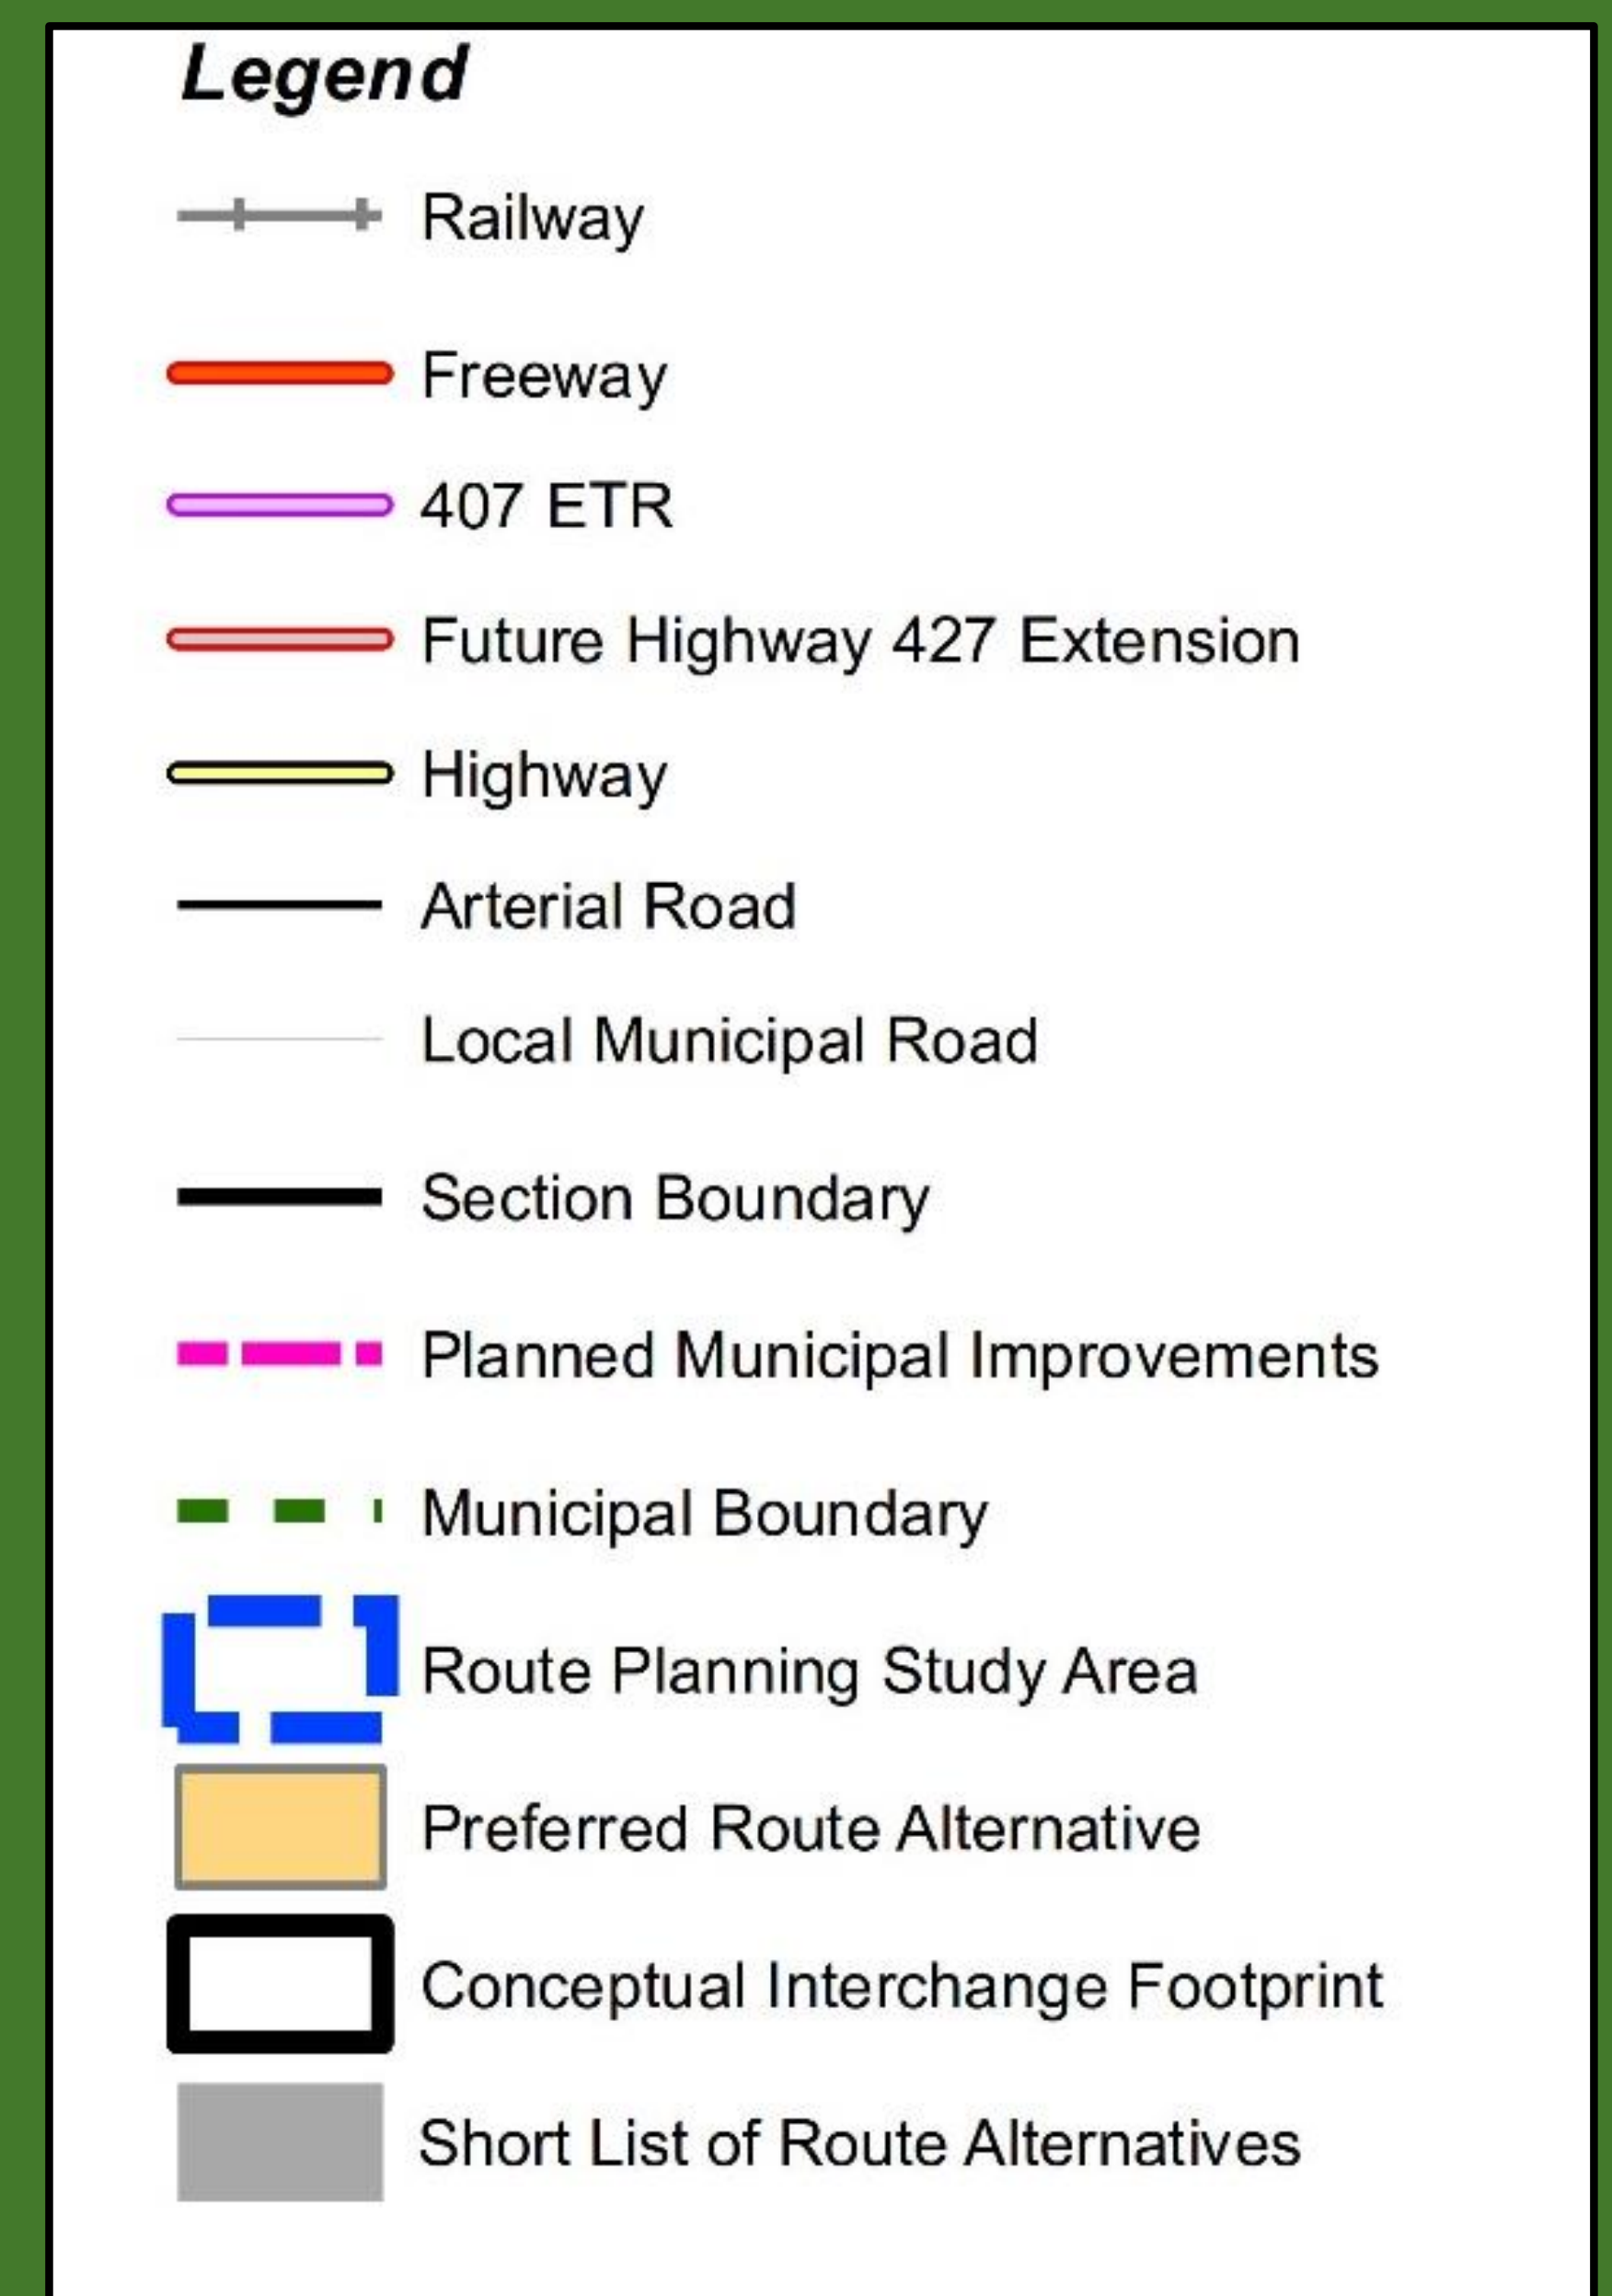 Legend
Railway
Freeway
407 ETR
Future Highway 427 Extension
Highway
Arterial Road
Local Municipal Road
Section Boundary
Planned Municipal Improvements
Municipal Boundary
Route Planning Study Area
Preferred Route Alternative
Conceptual Interchange Footprint
Short List of Route Alternatives